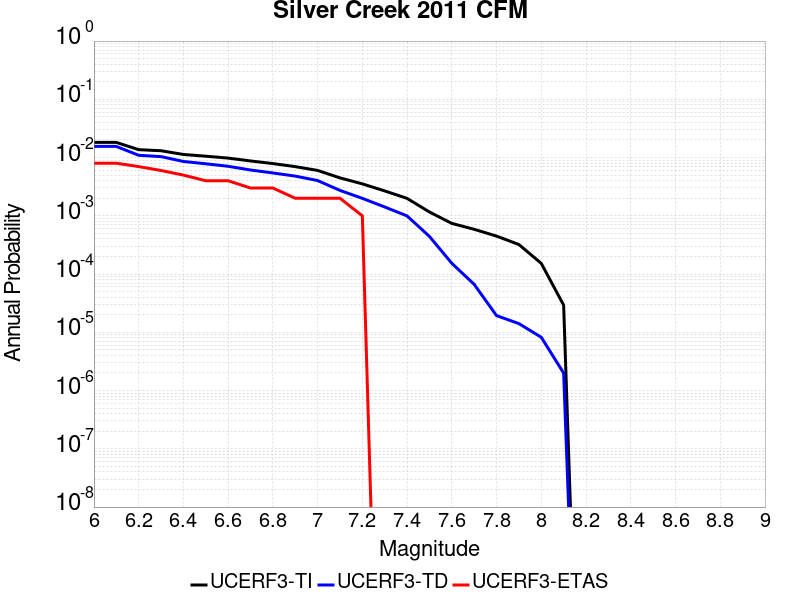 Silver Creek 2011 CFM
10^0
10^-1
10^-2
10^-3
10^-4
10^-5
10^-6
10^-7
10^-8
Annual Probability
6 6.2 6.4 6.6 6.8 7 7.2 7.4 7.6 7.8 8 8.2 8.4 8.6 8.8 9
Magnitude
UCERF3-TI UCERF3-TD UCERF3-ETAS